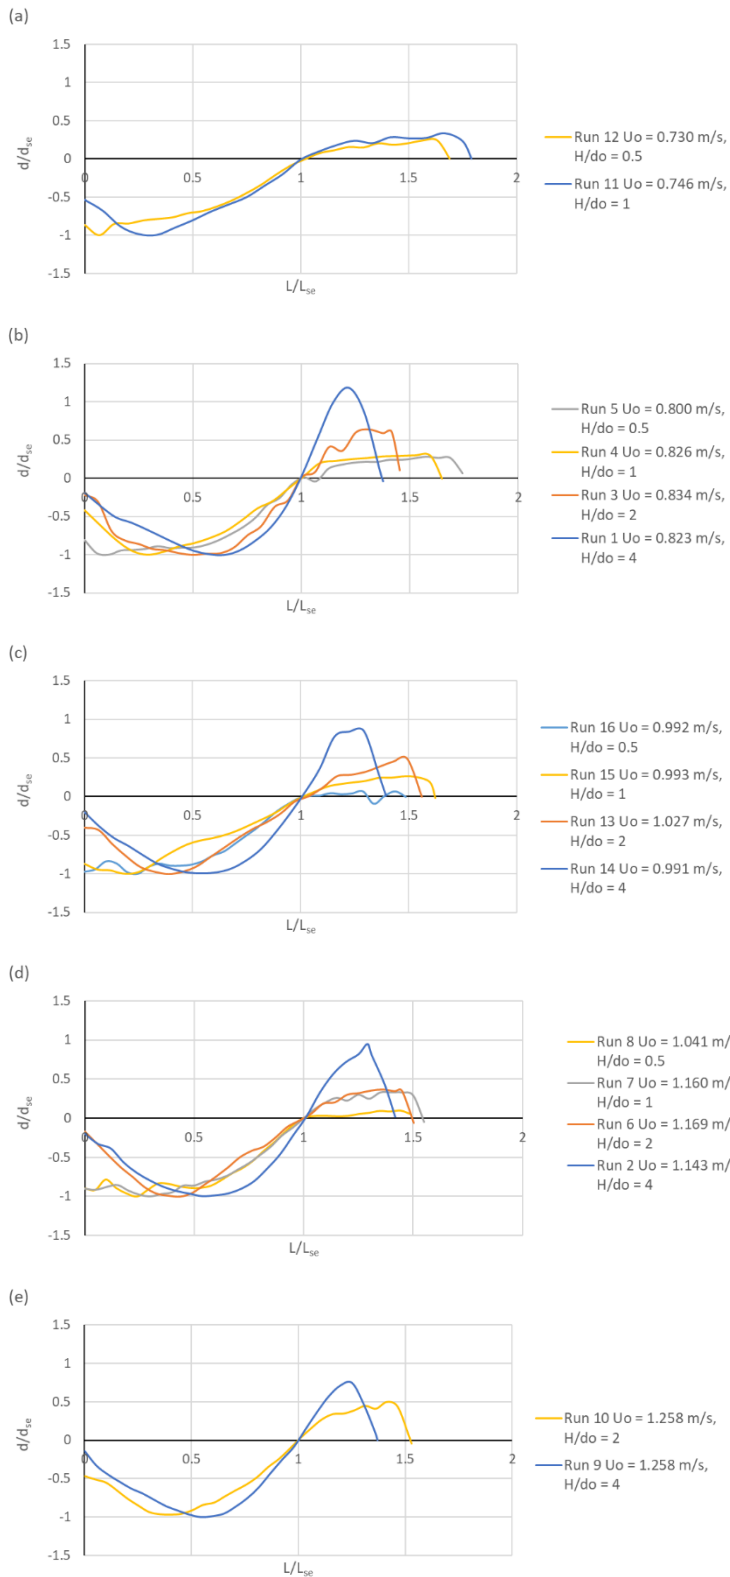 (a)
1.5
1
0.5
0
-0.5
-1
-1.5
0
0.5
1
1.5
2
d/dse
L/Lse
Run 12 Uo = 0.730 m/s,
H/do = 0.5
Run 11 Uo = 0.746 m/s,
H/do = 1
(b)
1.5
1
0.5
0
-0.5
-1
-1.5
0
0.5
1
1.5
2
d/dse
L/Lse
Run 5 Uo = 0.800 m/s,
H/do = 0.5
Run 4 Uo = 0.826 m/s,
H/do = 1
Run 3 Uo = 0.834 m/s,
H/do = 2
Run 1 Uo = 0.823 m/s,
H/do = 4
(c)
1.5
1
0.5
0
-0.5
-1
-1.5
0
0.5
1
1.5
2
d/dse
L/Lse
Run 16 Uo = 0.992 m/s,
H/do = 0.5
Run 15 Uo = 0.993 m/s,
H/do = 1
Run 13 Uo = 1.027 m/s,
H/do = 2
Run 14 Uo = 0.991 m/s,
H/do = 4
(d)
1.5
1
0.5
0
-0.5
-1
-1.5
0
0.5
1
1.5
2
d/dse
L/Lse
Run 8 Uo = 1.041 m/
H/do = 0.5
Run 7 Uo = 1.160 m/
H/do = 1
Run 6 Uo = 1.169 m/
H/do = 2
Run 2 Uo = 1.143 m/
H/do = 4
(e)
1.5
1
0.5
0
-0.5
-1
-1.5
0
0.5
1
1.5
2
d/dse
L/Lse
Run 10 Uo = 1.258 m/s,
H/do = 2
Run 9 Uo = 1.258 m/s,
H/do = 4